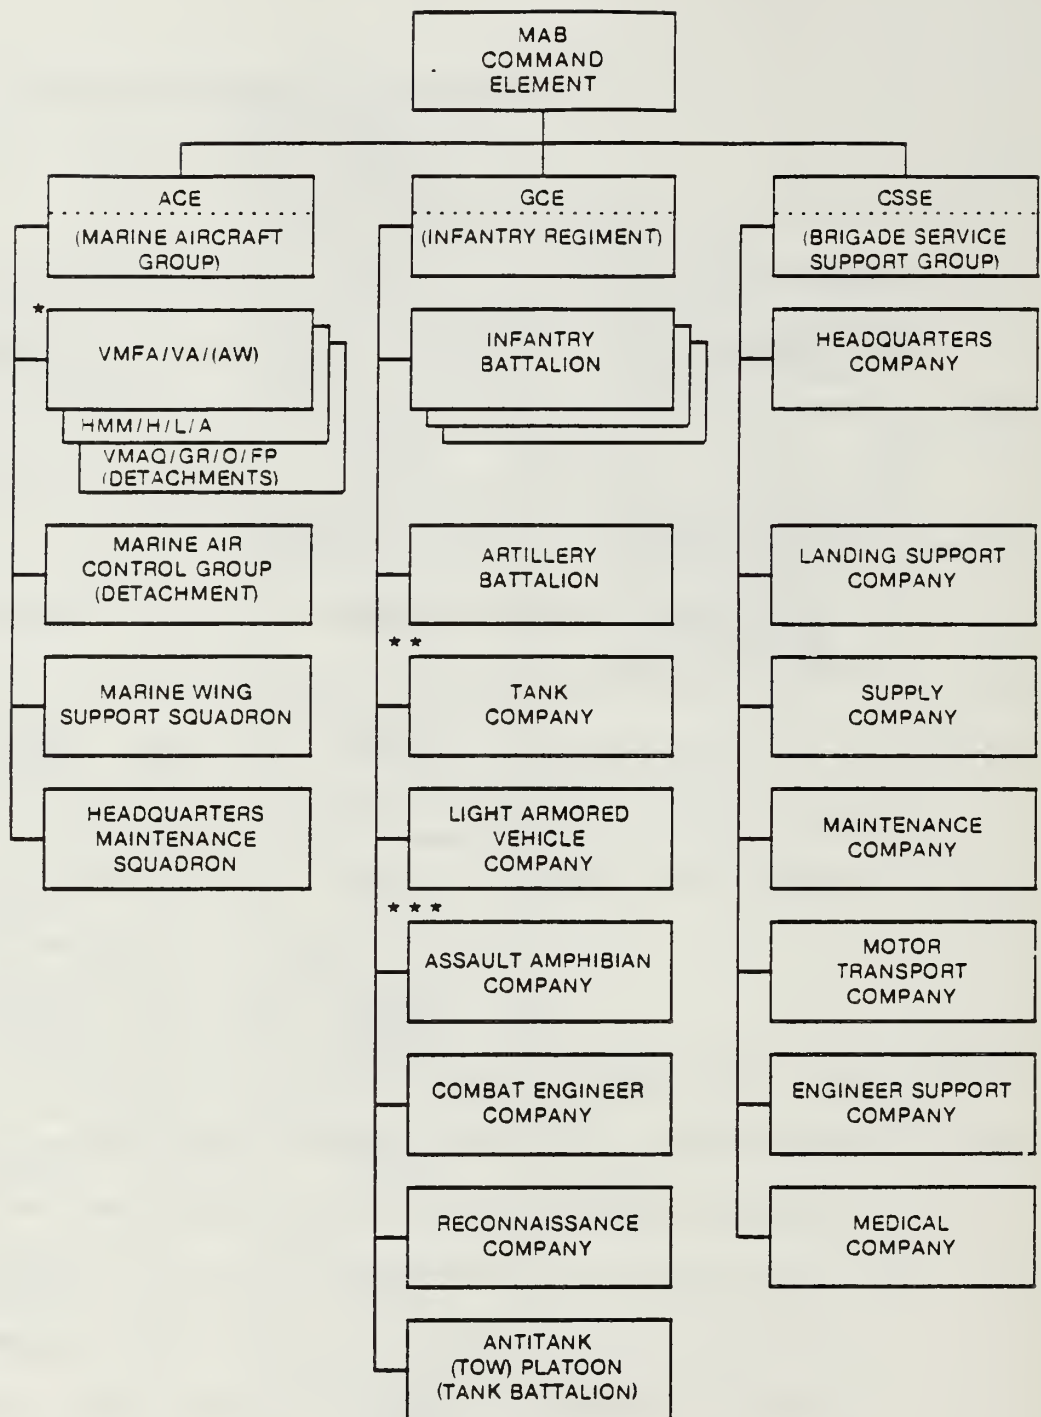 MAB
COMMAND
ELEMENT
ACE
(MARINE AIRCRAFT
GROUP)
*
VMFA/VA/(AW)
HMM/H/L/A
VMAQ/GR/O/FP
(DETACHMENTS)
MARINE AIR
CONTROL GROUP
(DETACHMENT)
MARINE WING
SUPPORT SQUADRON
HEADQUARTERS
MAINTENANCE
SQUADRON
GCE
(INFANTRY REGIMENT)
INFANTRY
BATTALION
ARTILLERY
BATTALION
* *
TANK
COMPANY
LIGHT ARMORED
VEHICLE
COMPANY
* * *
ASSAULT AMPHIBIAN
COMPANY
COMBAT ENGINEER
COMPANY
RECONNAISSANCE
COMPANY
ANTITANK
(TOW) PLATOON
(TANK BATTALION)
CSSE
(BRIGADE SERVICE
SUPPORT GROUP)
HEADQUARTERS
COMPANY
LANDING SUPPORT
COMPANY
SUPPLY
COMPANY
MAINTENANCE
COMPANY
MOTOR
TRANSPORT
COMPANY
ENGINEER SUPPORT
COMPANY
MEDICAL
COMPANY